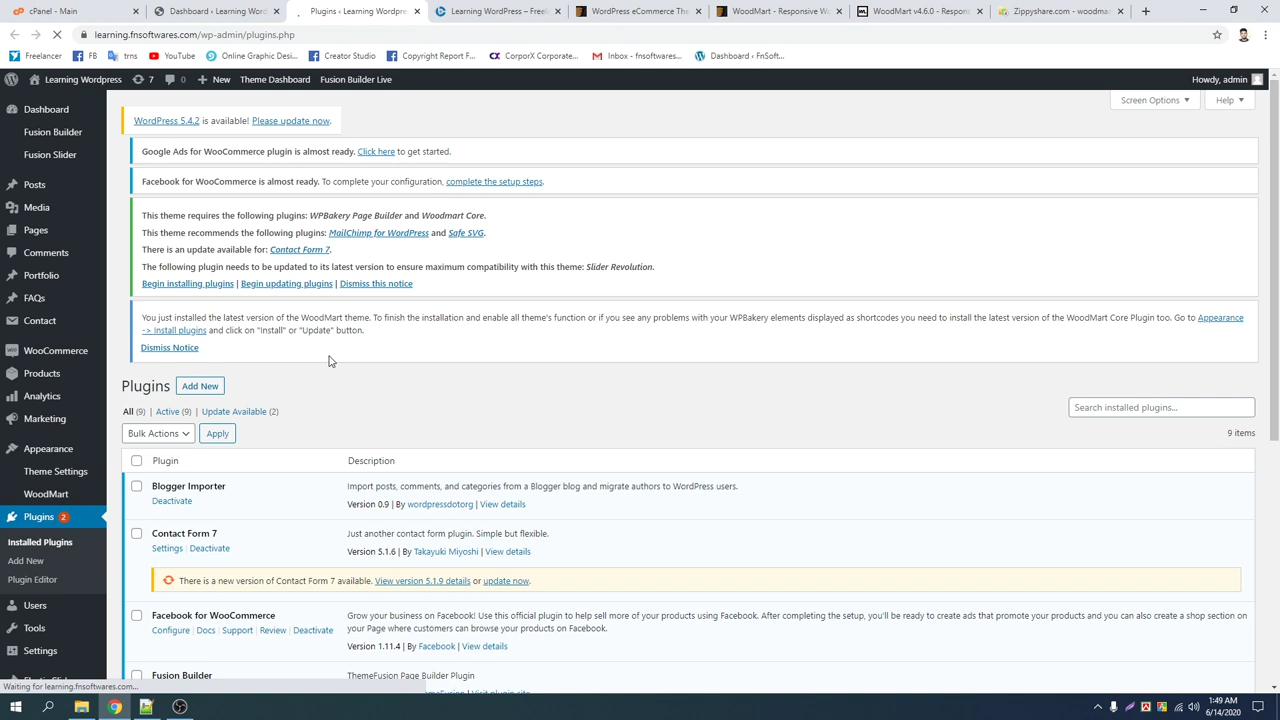 cPanel - Main
Dashboard ‹ Learning Wordpress
Plugins ‹ Learning Wordpress
Learning WordPress – Freelance
WordPress eCommerce The
WoodMart - Responsive Wo
WoodMart v4.6.0 - Respon
Zippyshare.com - woodma
learning.fnsoftwares.com/wp-admin/plugins.php
Freelancer
FB
trns
YouTube
Online Graphic Desi...
Creator Studio
Copyright Report F...
CorporX Corporate...
Inbox - fnsoftwares...
Dashboard ‹ FnSoft...
Learning Wordpress
7
0
New
Theme Dashboard
Fusion Builder Live
Howdy, admin
Dashboard
Fusion Builder
Fusion Slider
Posts
Media
Pages
Comments
Portfolio
FAQs
Contact
WooCommerce
Products
Analytics
Marketing
Appearance
Theme Settings
WoodMart
Plugins 2
Installed Plugins
Add New
Plugin Editor
Users
Tools
Settings
Screen Options
Help
WordPress 5.4.2 is available! Please update now.
Google Ads for WooCommerce plugin is almost ready. Click here to get started.
Facebook for WooCommerce is almost ready. To complete your configuration, complete the setup steps.
This theme requires the following plugins: WPBakery Page Builder and Woodmart Core.
This theme recommends the following plugins: MailChimp for WordPress and Safe SVG.
There is an update available for: Contact Form 7.
The following plugin needs to be updated to its latest version to ensure maximum compatibility with this theme: Slider Revolution.
Begin installing plugins | Begin updating plugins | Dismiss this notice
You just installed the latest version of the WoodMart theme. To finish the installation and enable all theme's function or if you see any problems with your WPBakery elements displayed as shortcodes you need to install the latest version of the WoodMart Core Plugin too. Go to Appearance
-> Install plugins and click on "Install" or "Update" button.
Dismiss Notice
Plugins
Add New
All (9) | Active (9) | Update Available (2)
Search installed plugins...
Bulk Actions
Apply
9 items
Plugin
Description
Blogger Importer
Import posts, comments, and categories from a Blogger blog and migrate authors to WordPress users.
Deactivate
Version 0.9 | By wordpressdotorg | View details
Contact Form 7
Just another contact form plugin. Simple but flexible.
Settings | Deactivate
Version 5.1.6 | By Takayuki Miyoshi | View details
There is a new version of Contact Form 7 available. View version 5.1.9 details or update now.
Facebook for WooCommerce
Grow your business on Facebook! Use this official plugin to help sell more of your products using Facebook. After completing the setup, you'll be ready to create ads that promote your products and you can also create a shop section on
your Page where customers can browse your products on Facebook.
Configure | Docs | Support | Review | Deactivate
Version 1.11.4 | By Facebook | View details
Fusion Builder
ThemeFusion Page Builder Plugin
Waiting for learning.fnsoftwares.com...
1:49 AM
6/14/2020